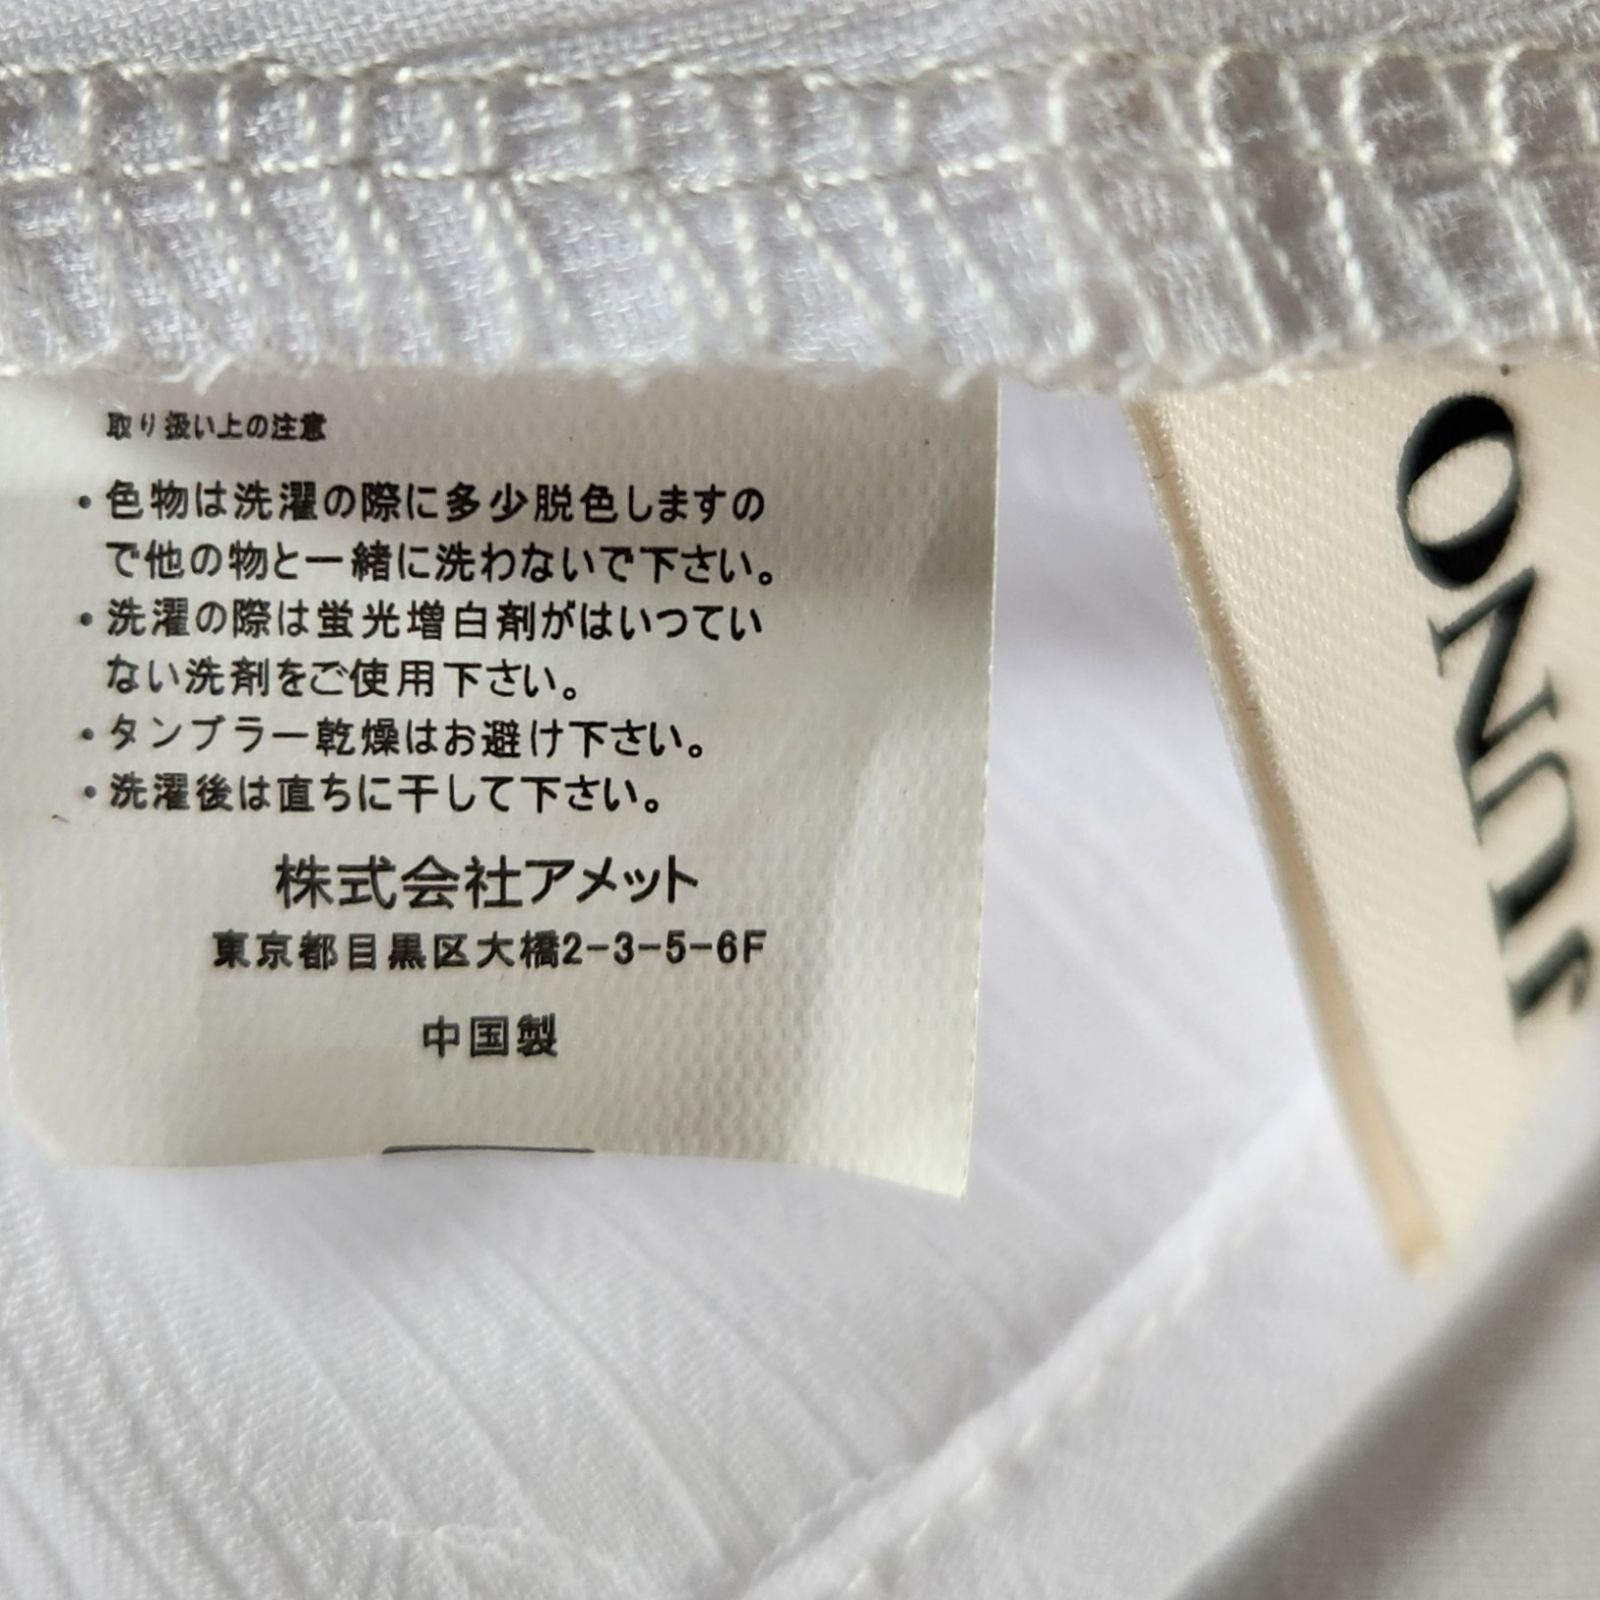 取り扱い上の注意
・色物は洗濯の際に多少脱色しますの
で他の物と一緒に洗わないで下さい。
・洗濯の際は蛍光増白剤がはいつてい
ない洗剤をご使用下さい。
・タンブラー乾燥はお避け下さい。
・洗濯後は直ちに干して下さい。
株式会社アメット
東京都目黒区大橋2-3-5-6F
中国製
JUNO